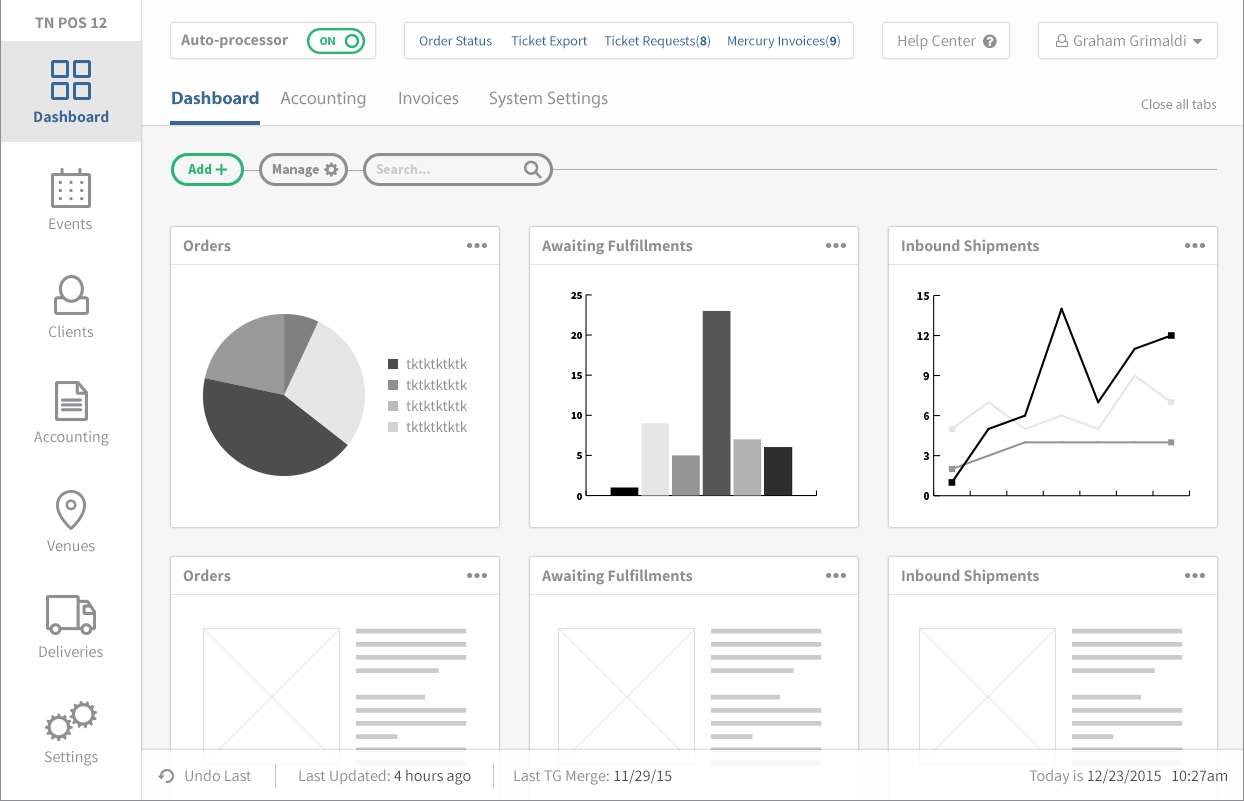 TN POS 12
Auto-processor ON
Order Status Ticket Export Ticket Requests(8) Mercury Invoices(9)
Help Center ?
Graham Grimaldi
Dashboard
Events
Clients
Accounting
Venues
Deliveries
Settings
Dashboard Accounting Invoices System Settings
Close all tabs
Add +
Manage
Search...
Orders
tktktktktk
tktktktktk
tktktktktk
tktktktktk
Awaiting Fulfillments
25
20
15
10
5
0
Inbound Shipments
15
12
9
6
3
0
Orders
Awaiting Fulfillments
Inbound Shipments
Undo Last
Last Updated: 4 hours ago
Last TG Merge: 11/29/15
Today is 12/23/2015 10:27am